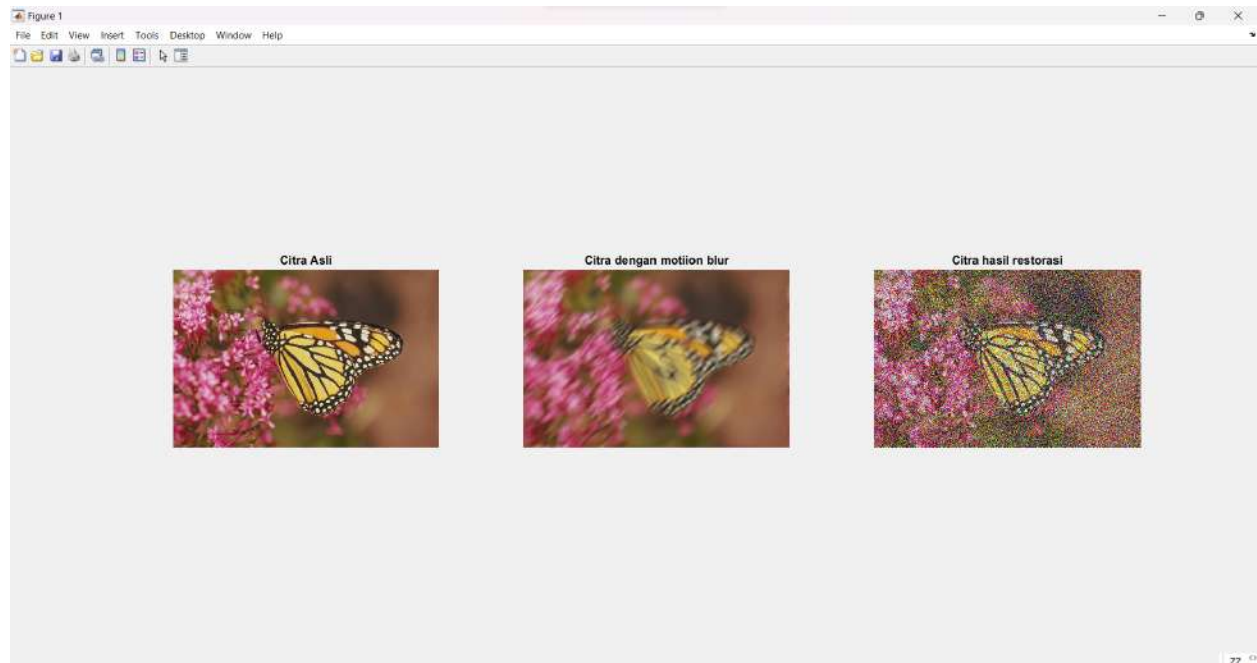 Figure 1
File Edit View Insert Tools Desktop Window Help
Citra Asli
Citra dengan motiion blur
Citra hasil restorasi
77